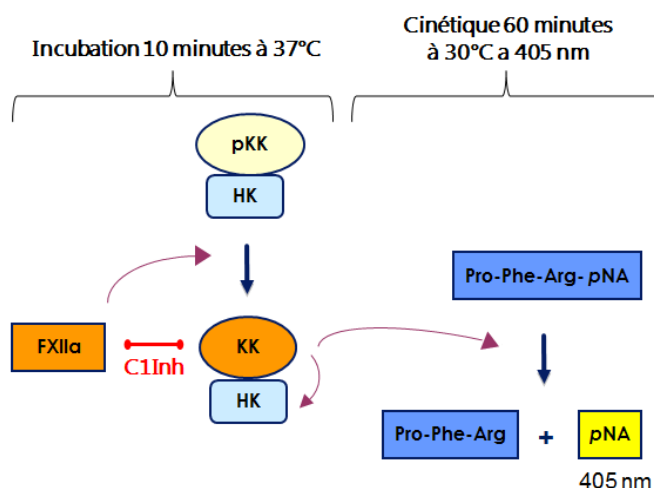 Incubation 10 minutes à 37°C
Cinétique 60 minutes
à 30°C a 405 nm
pKK
HK
Pro-Phe-Arg- pNA
FXIIa
C1Inh
KK
HK
Pro-Phe-Arg
+
pNA
405 nm